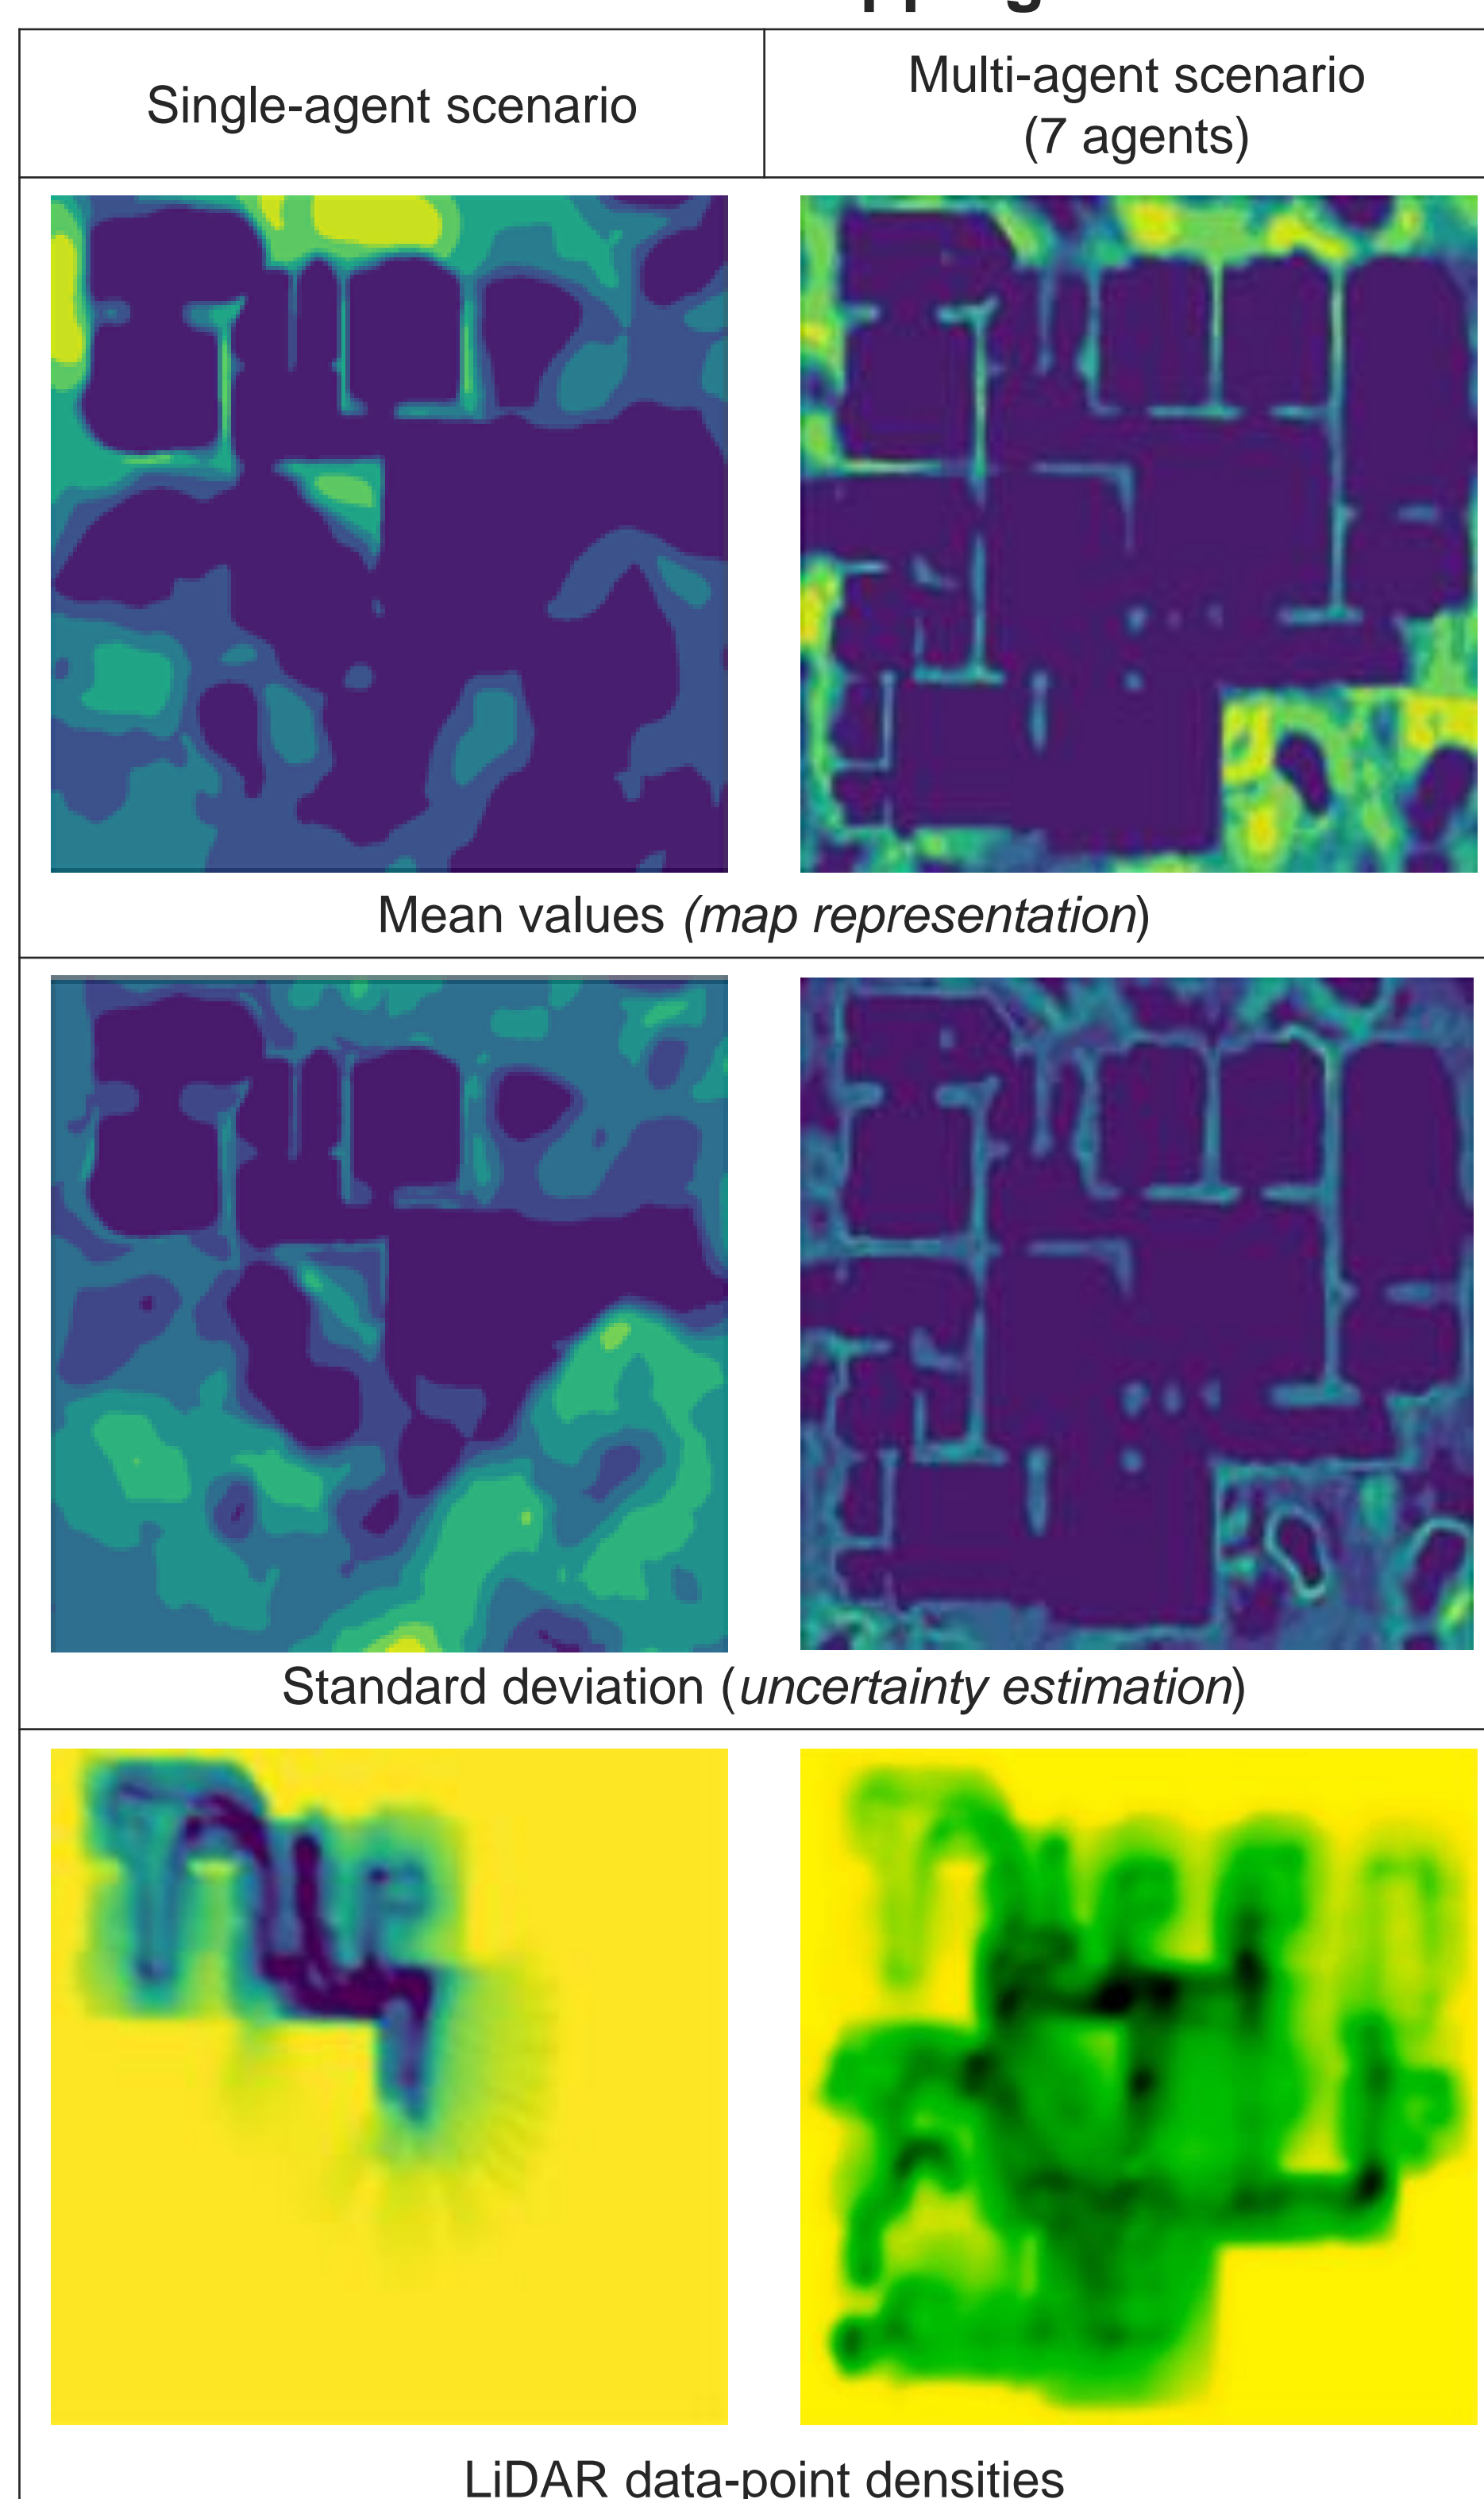 Single-agent scenario
Multi-agent scenario
(7 agents)
Mean values (map representation)
Standard deviation (uncertainty estimation)
LiDAR data-point densities